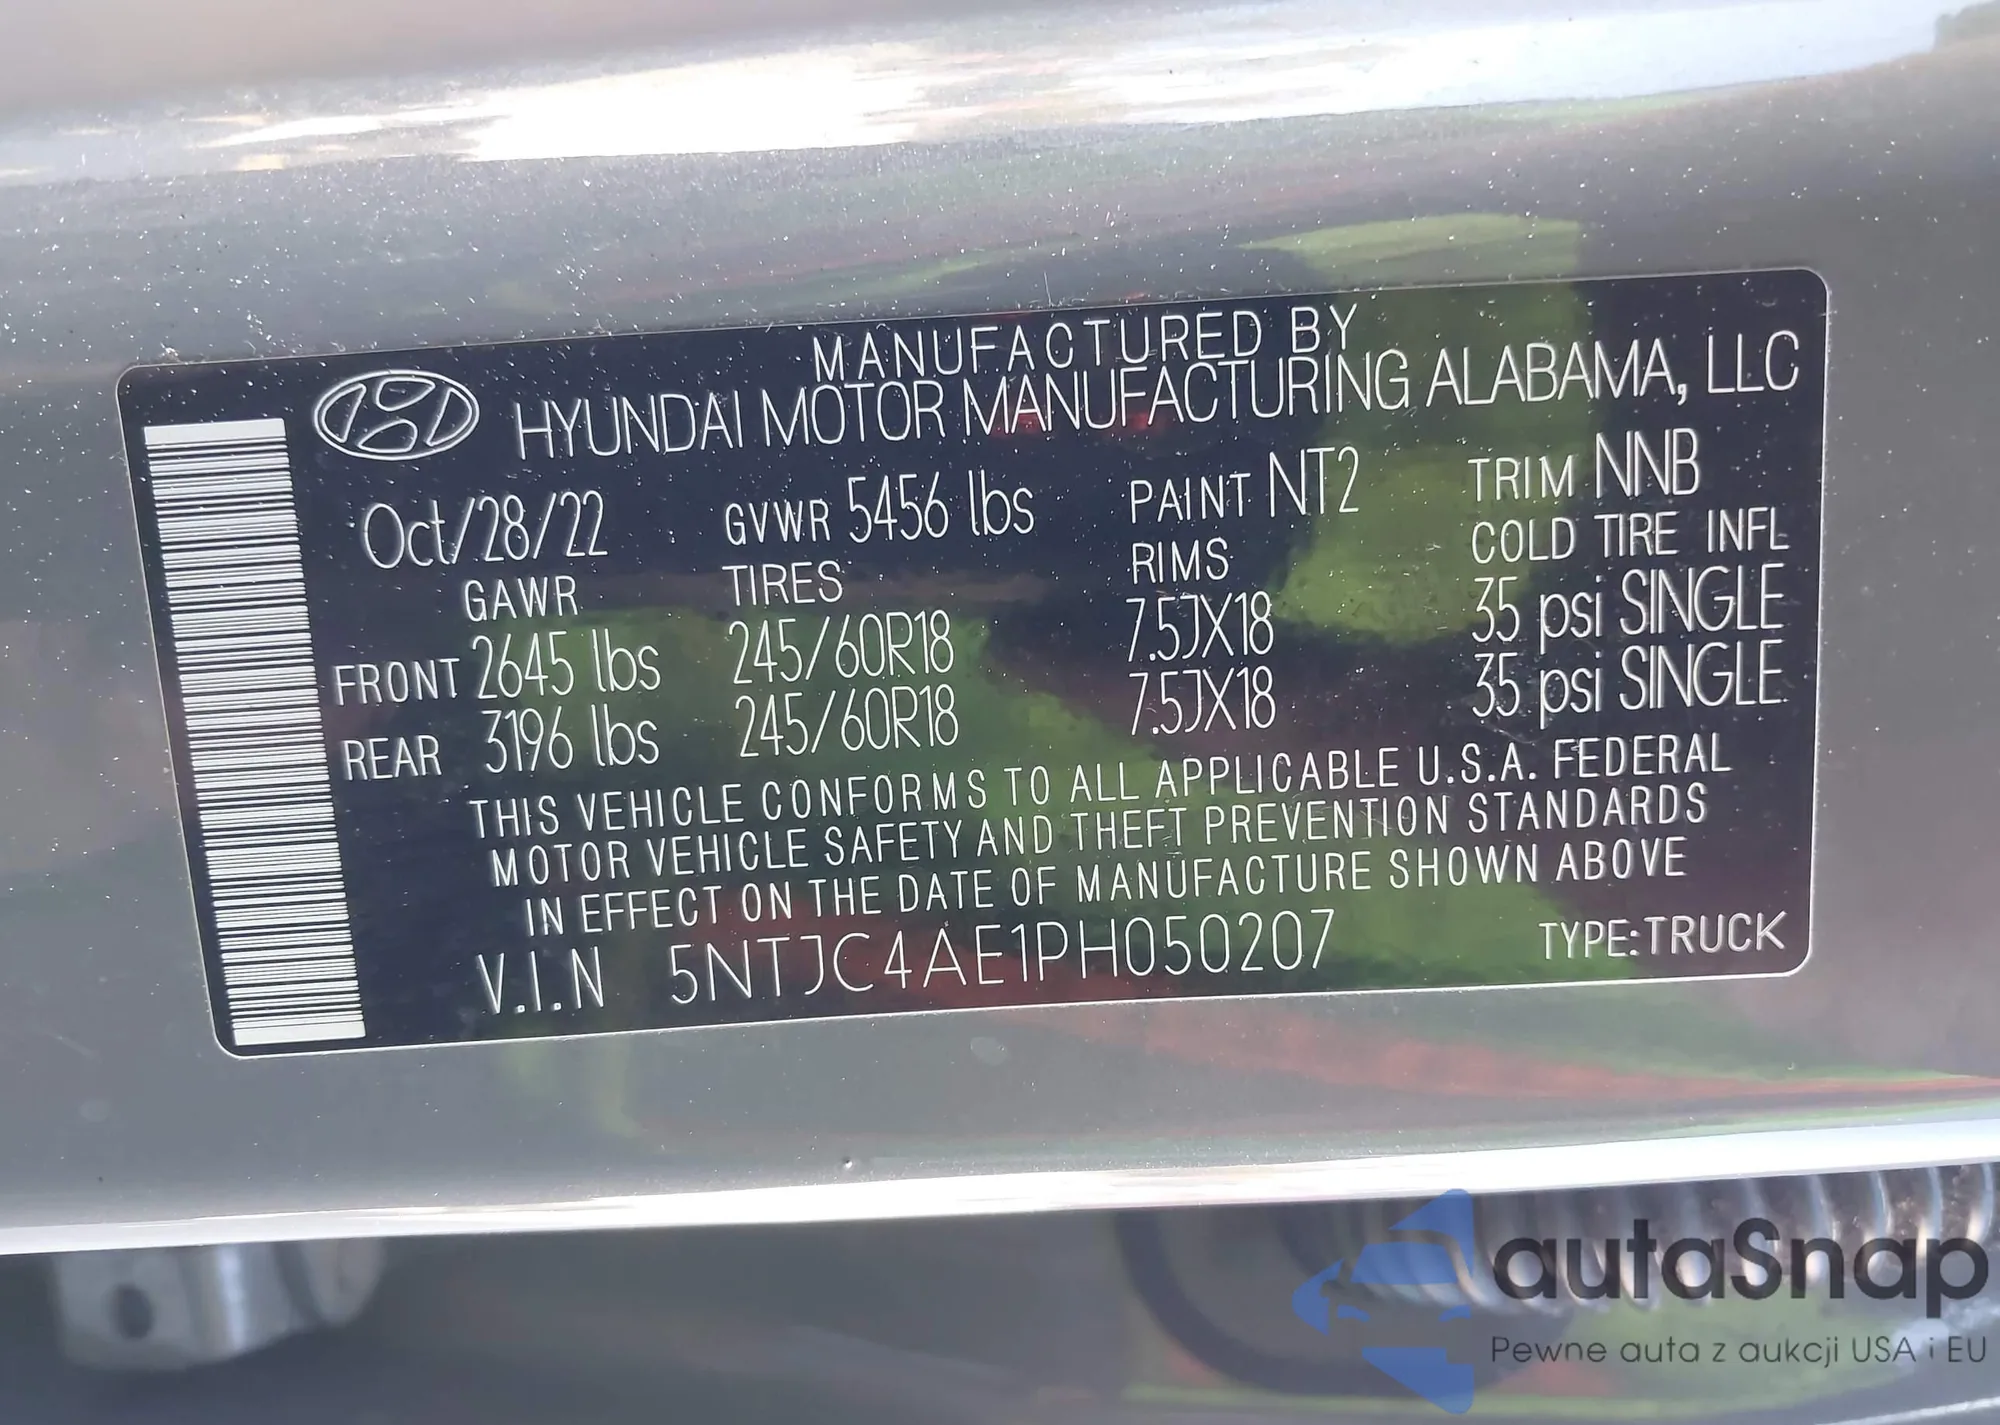 MANUFACTURED BY
HYUNDAI MOTOR MANUFACTURING ALABAMA, LLC
Oct/28/22 GVWR 5456 lbs PAINT NT2 TRIM NNB
GAWR TIRES RIMS COLD TIRE INFL
FRONT 2645 lbs 245/60R18 7.5JX18 35 psi SINGLE
REAR 3196 lbs 245/60R18 7.5JX18 35 psi SINGLE
THIS VEHICLE CONFORMS TO ALL APPLICABLE U.S.A. FEDERAL
MOTOR VEHICLE SAFETY AND THEFT PREVENTION STANDARDS
IN EFFECT ON THE DATE OF MANUFACTURE SHOWN ABOVE
V.I.N 5NTJC4AE1PH050207 TYPE:TRUCK
autaSnap
Pewne auta z aukcji USA i EU